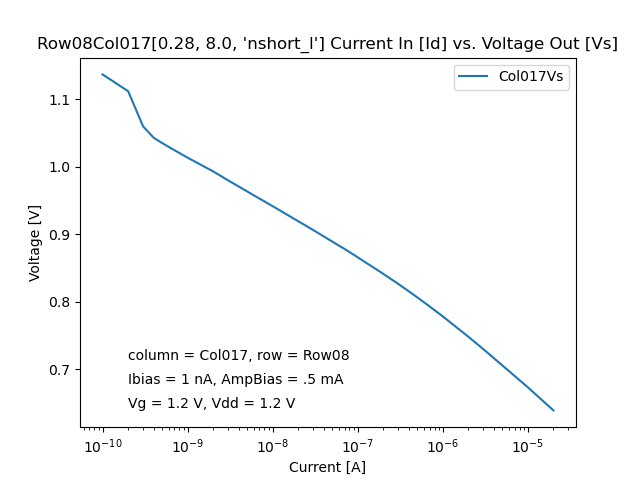 Row08Col017[0.28, 8.0, 'nshort_l'] Current In [Id] vs. Voltage Out [Vs]
Col017Vs
1.1
1.0
0.9
0.8
0.7
Voltage [V]
column = Col017, row = Row08
Ibias = 1 nA, AmpBias = .5 mA
Vg = 1.2 V, Vdd = 1.2 V
10⁻¹⁰ 10⁻⁹ 10⁻⁸ 10⁻⁷ 10⁻⁶ 10⁻⁵
Current [A]